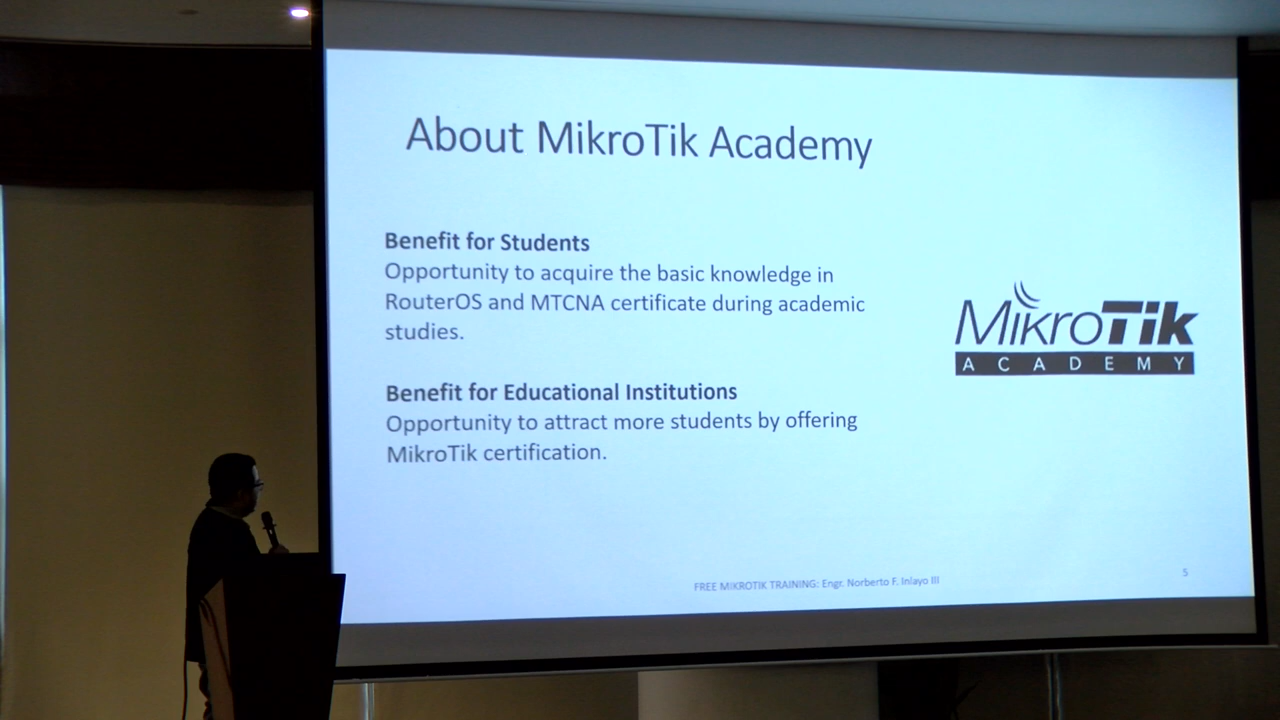 About MikroTik Academy
Benefit for Students
Opportunity to acquire the basic knowledge in
RouterOS and MTCNA certificate during academic
studies.
Benefit for Educational Institutions
Opportunity to attract more students by offering
MikroTik certification.
MikroTik
ACADEMY
FREE MIKROTIK TRAINING: Engr. Norberto F. Inlayo III
5